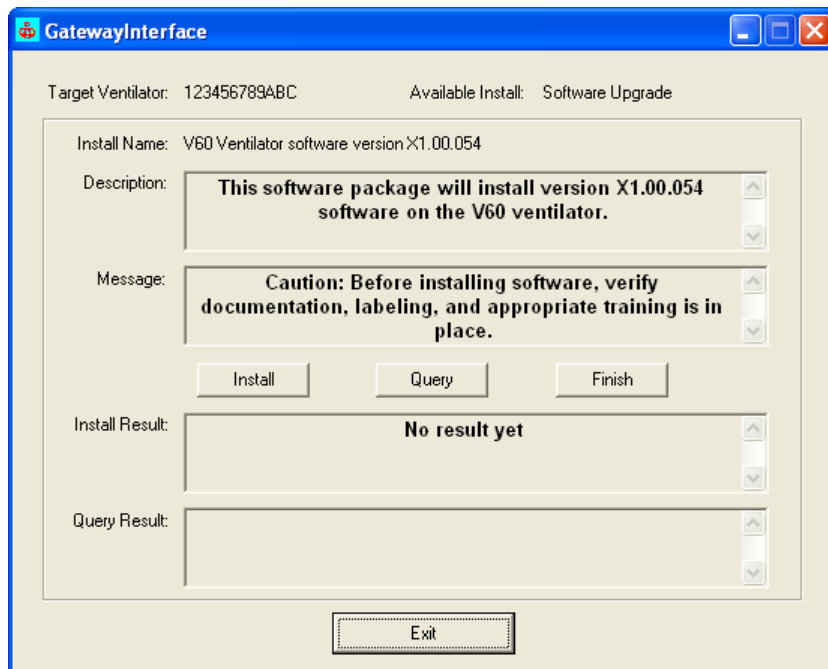 GatewayInterface
Target Ventilator: 123456789ABC Available Install: Software Upgrade
Install Name: V60 Ventilator software version X1.00.054
Description: This software package will install version X1.00.054
software on the V60 ventilator.
Message: Caution: Before installing software, verify
documentation, labeling, and appropriate training is in
place.
Install Query Finish
Install Result: No result yet
Query Result:
Exit